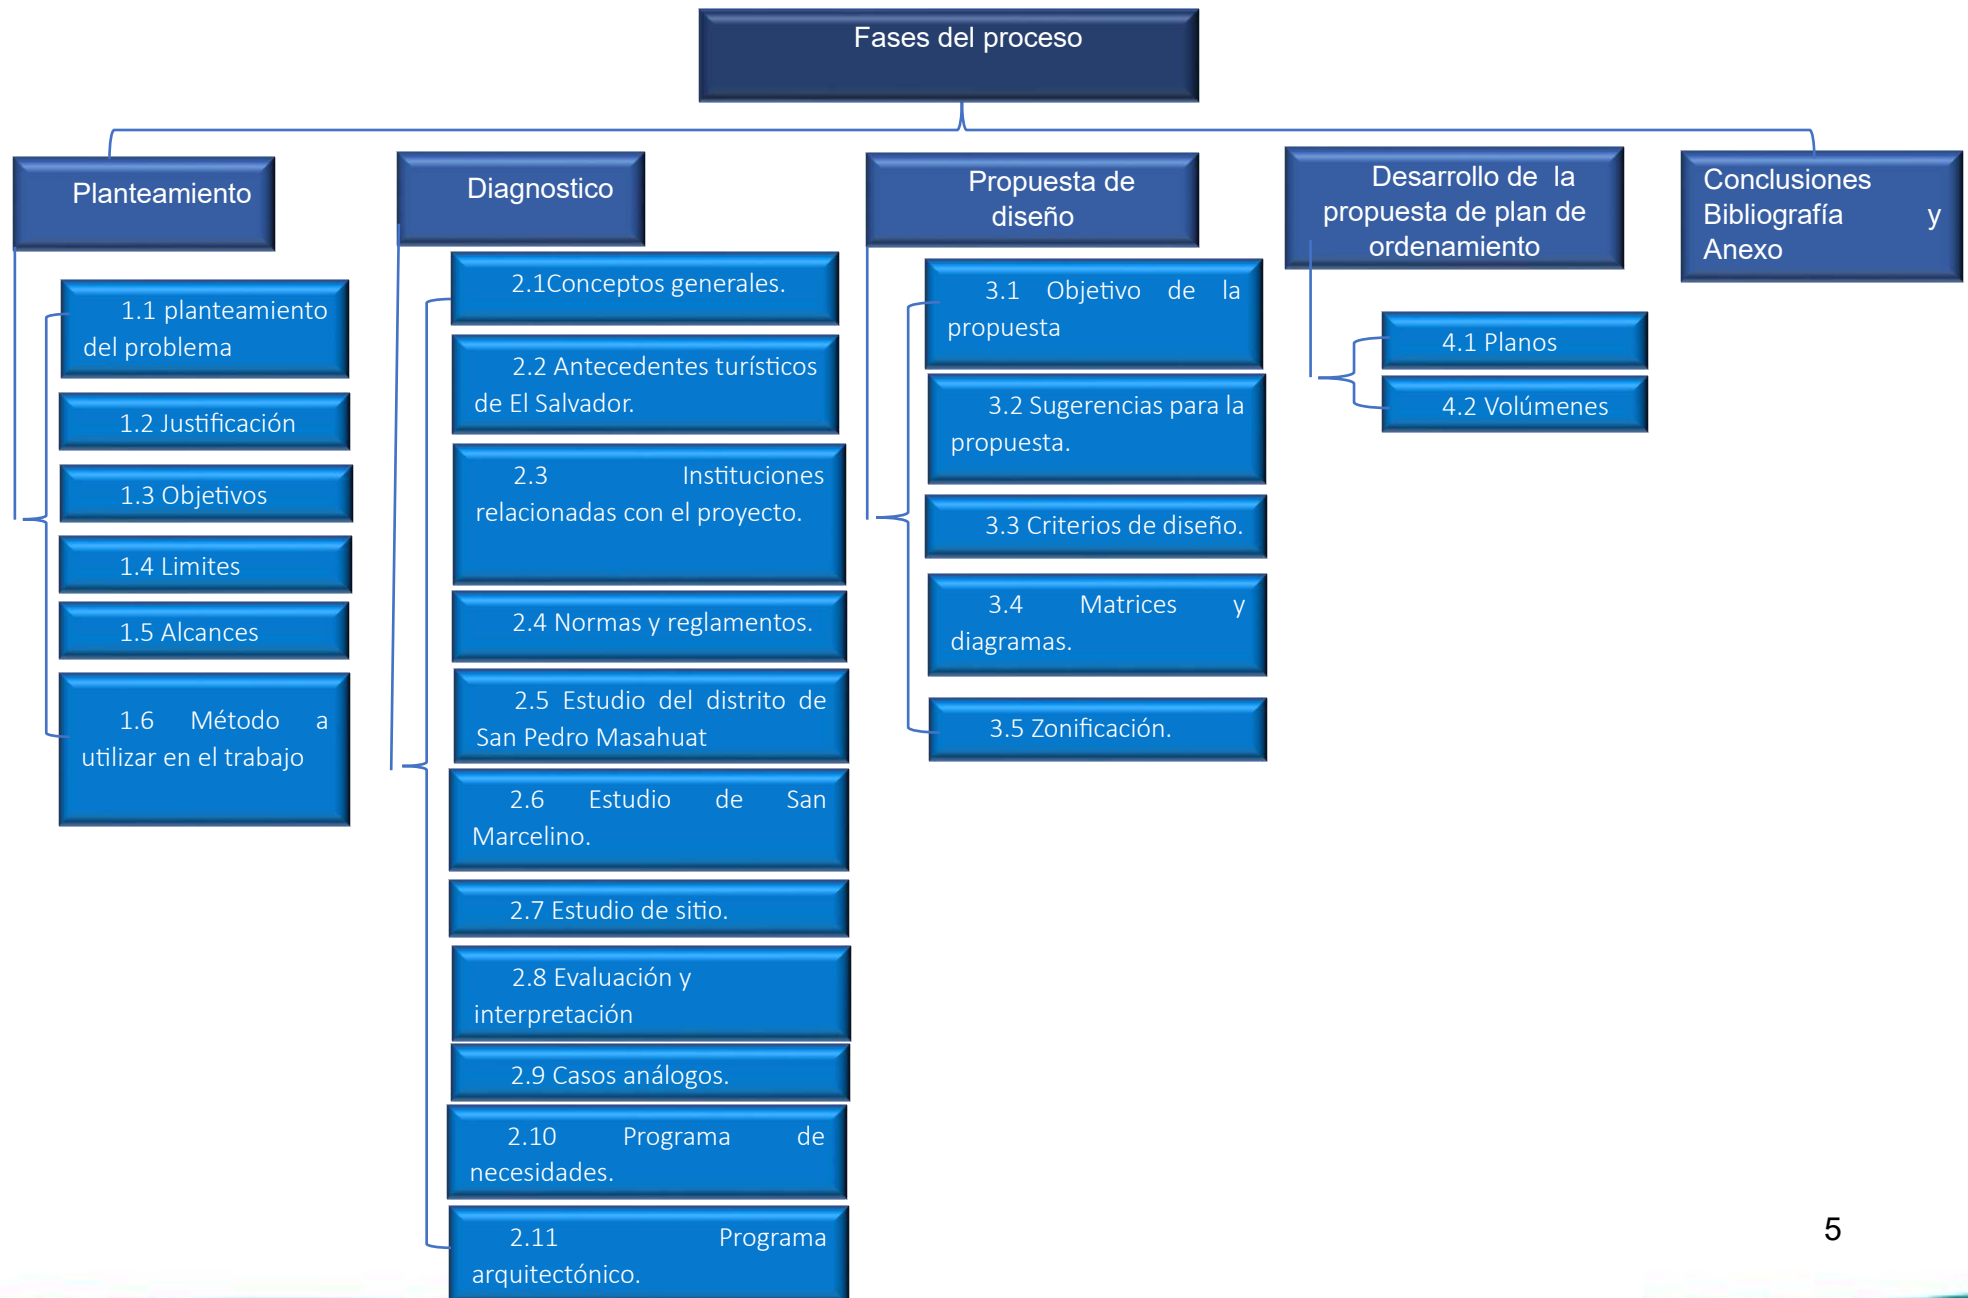 Fases del proceso
Planteamiento
1.1 planteamiento
del problema
1.2 Justificación
1.3 Objetivos
1.4 Limites
1.5 Alcances
1.6 Método a
utilizar en el trabajo
Diagnostico
2.1Conceptos generales.
2.2 Antecedentes turísticos
de El Salvador.
2.3 Instituciones
relacionadas con el proyecto.
2.4 Normas y reglamentos.
2.5 Estudio del distrito de
San Pedro Masahuat
2.6 Estudio de San
Marcelino.
2.7 Estudio de sitio.
2.8 Evaluación y
interpretación
2.9 Casos análogos.
2.10 Programa de
necesidades.
2.11 Programa
arquitectónico.
Propuesta de
diseño
3.1 Objetivo de la
propuesta
3.2 Sugerencias para la
propuesta.
3.3 Criterios de diseño.
3.4 Matrices y
diagramas.
3.5 Zonificación.
Desarrollo de la
propuesta de plan de
ordenamiento
4.1 Planos
4.2 Volúmenes
Conclusiones
Bibliografía y
Anexo
5